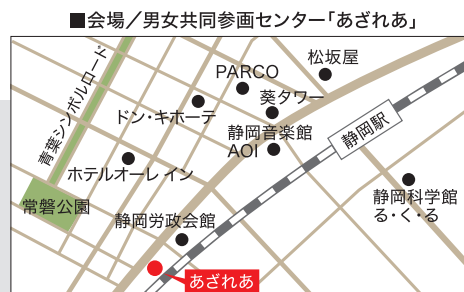 ■会場／男女共同参画センター「あざれあ」
松坂屋
PARCO
葵タワー
ドン・キホーテ
青葉シンボルロード
静岡音楽館
AOI
静岡駅
ホテルオーレ イン
静岡科学館
る・く・る
常磐公園
静岡労政会館
あざれあ